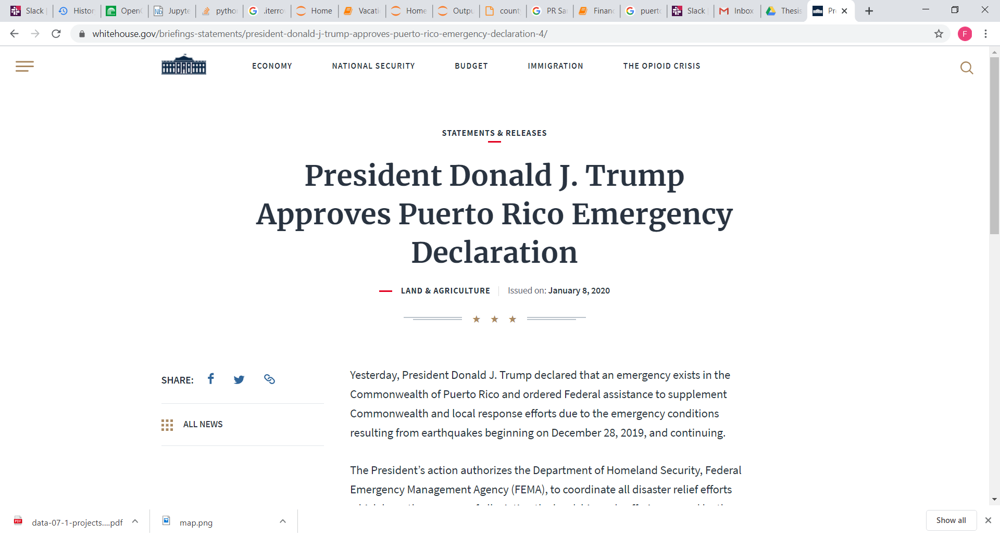 Slack
Histor
Open
Jupyte
pytho
.iterro
Home
Vacati
Home
Outpu
count
PR Sa
Financ
puert
Slack
Inbox
Thesis
Pr
whitehouse.gov/briefings-statements/president-donald-j-trump-approves-puerto-rico-emergency-declaration-4/
F
ECONOMY
NATIONAL SECURITY
BUDGET
IMMIGRATION
THE OPIOID CRISIS
STATEMENTS & RELEASES
President Donald J. Trump
Approves Puerto Rico Emergency
Declaration
LAND & AGRICULTURE
Issued on: January 8, 2020
SHARE:
ALL NEWS
Yesterday, President Donald J. Trump declared that an emergency exists in the
Commonwealth of Puerto Rico and ordered Federal assistance to supplement
Commonwealth and local response efforts due to the emergency conditions
resulting from earthquakes beginning on December 28, 2019, and continuing.
The President’s action authorizes the Department of Homeland Security, Federal
Emergency Management Agency (FEMA), to coordinate all disaster relief efforts
data-07-1-projects....pdf
map.png
Show all